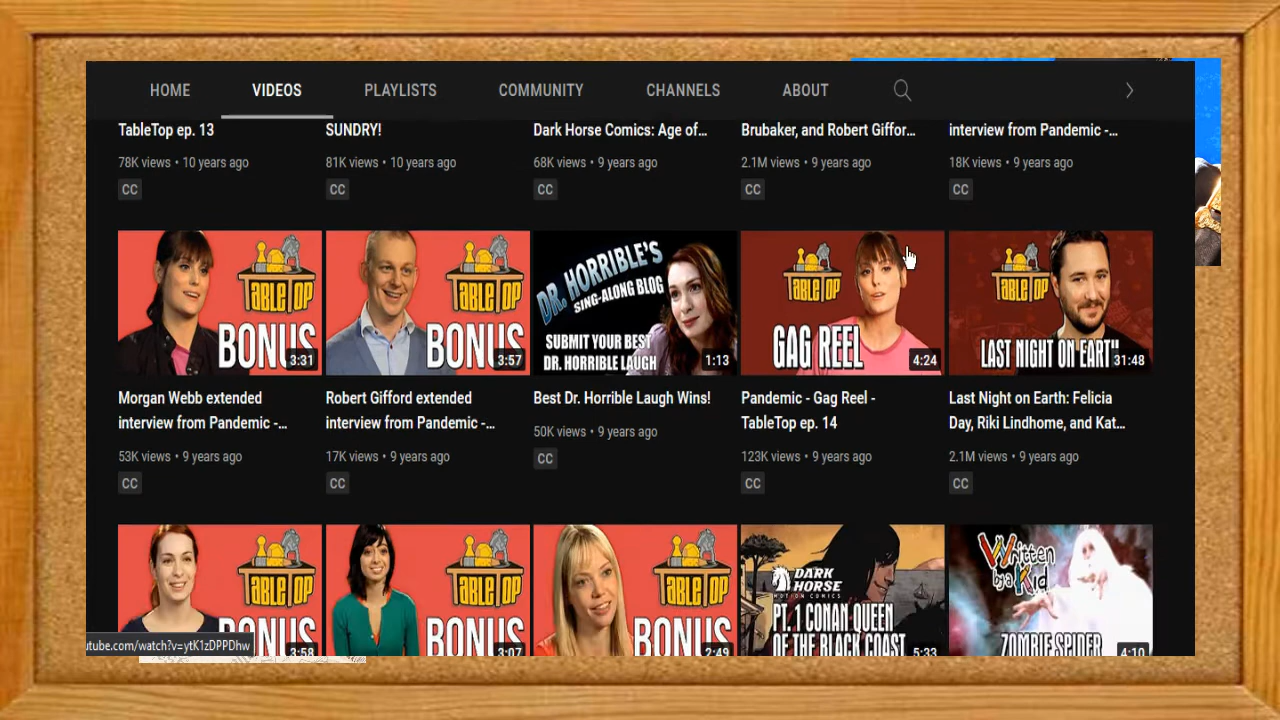 HOME VIDEOS PLAYLISTS COMMUNITY CHANNELS ABOUT
TableTop ep. 13
78K views • 10 years ago
CC
SUNDRY!
81K views • 10 years ago
CC
Dark Horse Comics: Age of...
68K views • 9 years ago
CC
Brubaker, and Robert Giffor...
2.1M views • 9 years ago
CC
interview from Pandemic -...
18K views • 9 years ago
CC
TABLETOP
BONUS
3:31
Morgan Webb extended
interview from Pandemic -...
53K views • 9 years ago
CC
TABLETOP
BONUS
3:57
Robert Gifford extended
interview from Pandemic -...
17K views • 9 years ago
CC
DR. HORRIBLE'S
SING-ALONG BLOG
SUBMIT YOUR BEST
DR. HORRIBLE LAUGH
1:13
Best Dr. Horrible Laugh Wins!
50K views • 9 years ago
CC
TABLETOP
GAG REEL
4:24
Pandemic - Gag Reel -
TableTop ep. 14
123K views • 9 years ago
CC
TABLETOP
LAST NIGHT ON EARTH
31:48
Last Night on Earth: Felicia
Day, Riki Lindhome, and Kat...
2.1M views • 9 years ago
CC
TABLETOP
BONUS
3:58
TABLETOP
BONUS
3:07
TABLETOP
BONUS
2:49
DARK
HORSE
MOTION COMICS
PT. 1 CONAN QUEEN
OF THE BLACK COAST
5:33
Written
by a Kid
ZOMBIE SPIDER
4:10
utube.com/watch?v=ytK1zDPPDhw